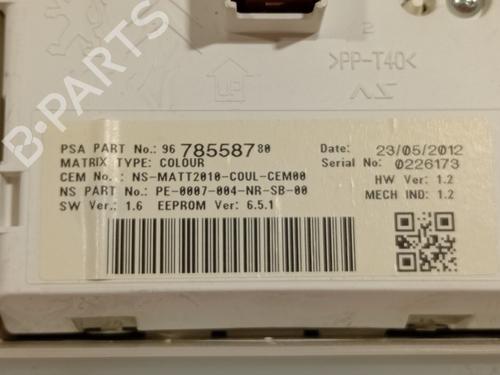 2
>PP-T40<
UP
PSA PART No.: 96 785587 80
Date: 23/05/2012
MATRIX TYPE: COLOUR
Serial No: 0226173
CEM No.: NS-MATT2010-COUL-CEM00
HW Ver: 1.2
NS PART No.: PE-0007-004-NR-SB-00
MECH IND: 1.2
SW Ver.: 1.6 EEPROM Ver: 6.5.1
B-PARTS